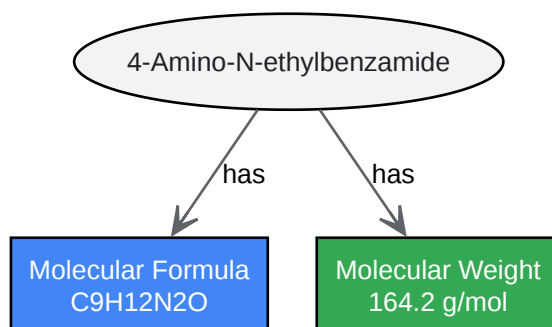 4-Amino-N-ethylbenzamide
has
has
Molecular Formula
C9H12N2O
Molecular Weight
164.2 g/mol